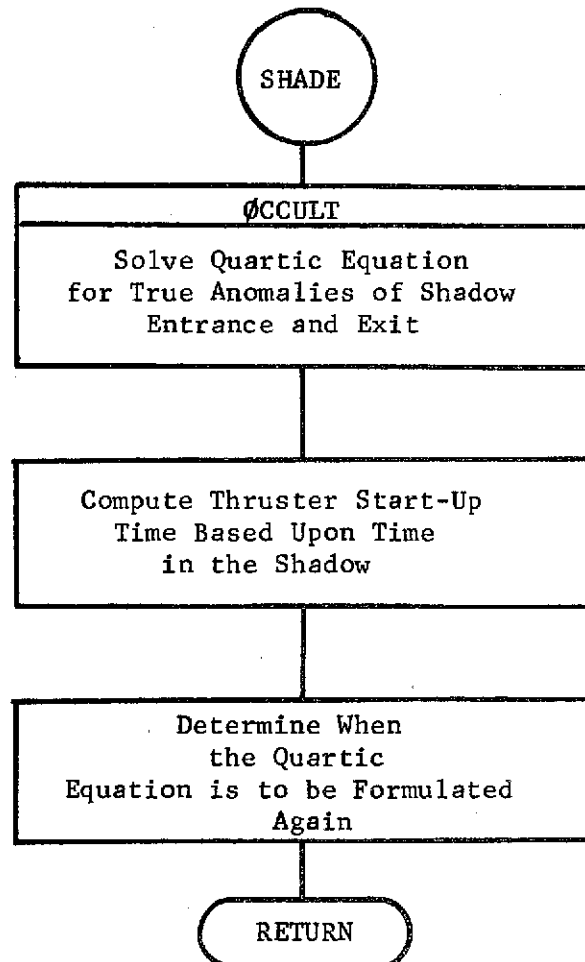 SHADE
ØCCULT
Solve Quartic Equation
for True Anomalies of Shadow
Entrance and Exit
Compute Thruster Start-Up
Time Based Upon Time
in the Shadow
Determine When
the Quartic
Equation is to be Formulated
Again
RETURN